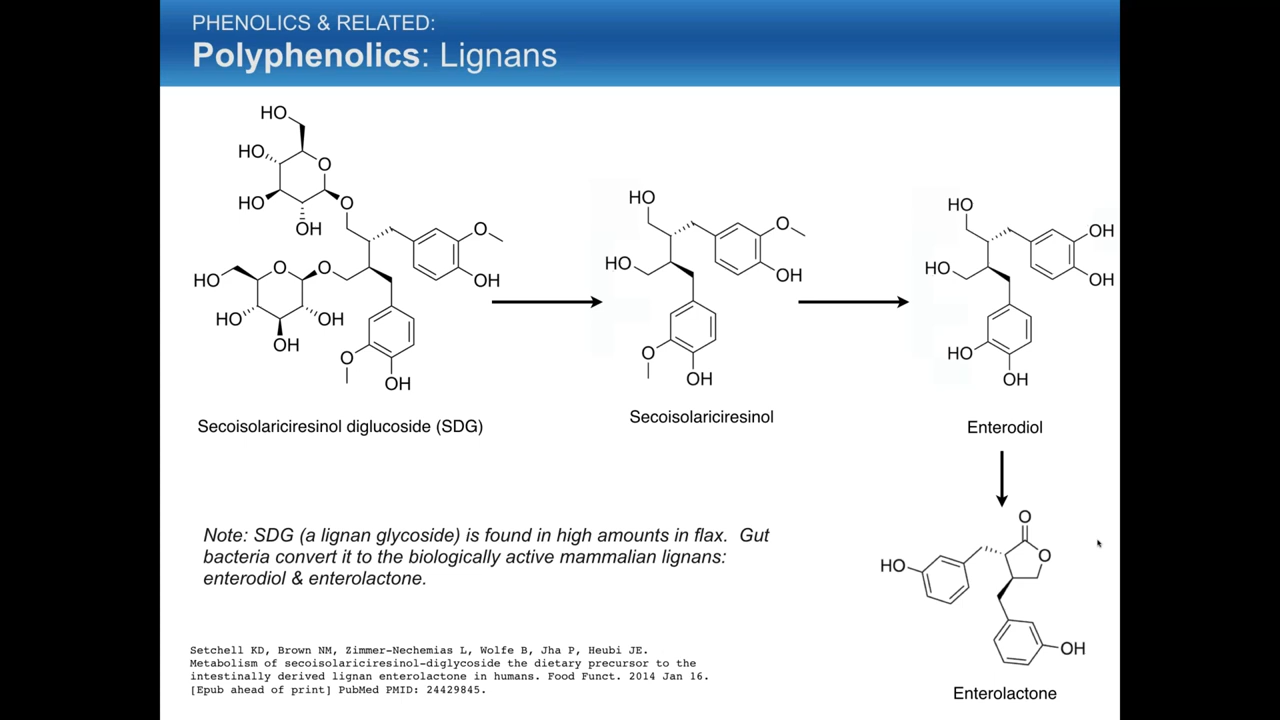 PHENOLICS & RELATED:
Polyphenolics: Lignans
HO
HO
O
HO
OH
O
O
OH
HO
O
O
HO
OH
OH
O
OH
HO
HO
O
OH
O
OH
HO
HO
OH
OH
HO
OH
Secoisolariciresinol diglucoside (SDG)
Secoisolariciresinol
Enterodiol
O
O
HO
OH
Enterolactone
Note: SDG (a lignan glycoside) is found in high amounts in flax. Gut
bacteria convert it to the biologically active mammalian lignans:
enterodiol & enterolactone.
Setchell KD, Brown NM, Zimmer-Nechemias L, Wolfe B, Jha P, Heubi JE.
Metabolism of secoisolariciresinol-diglycoside the dietary precursor to the
intestinally derived lignan enterolactone in humans. Food Funct. 2014 Jan 16.
[Epub ahead of print] PubMed PMID: 24429845.